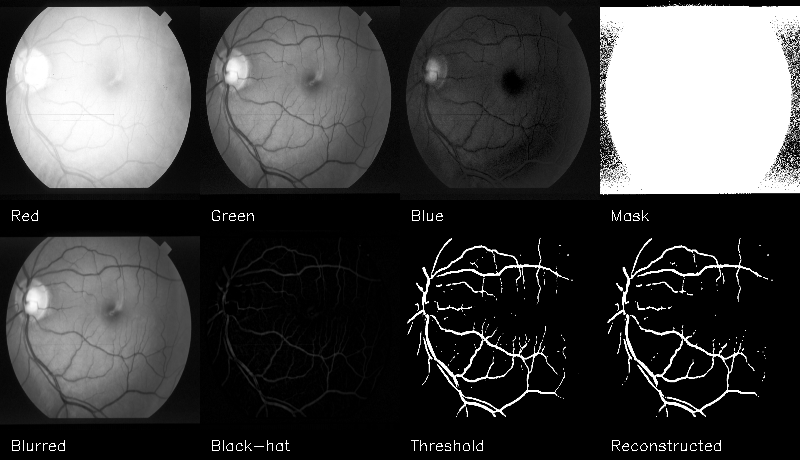 Red
Green
Blue
Mask
Blurred
Black-hat
Threshold
Reconstructed